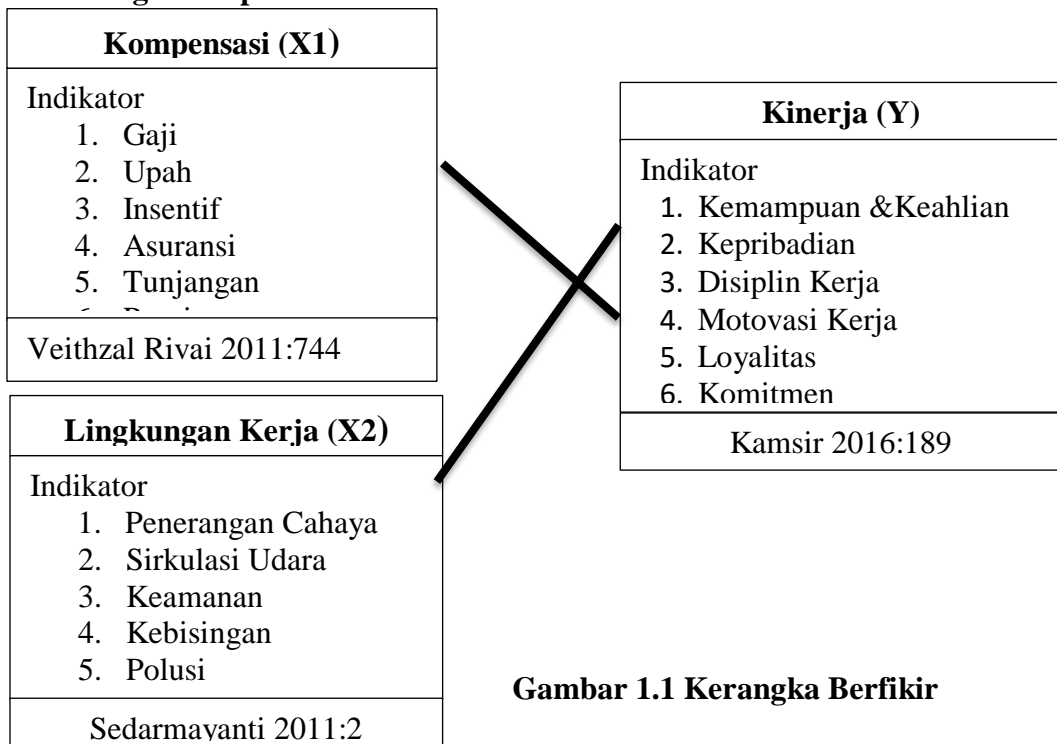 Kompensasi (X1)
Indikator
1. Gaji
2. Upah
3. Insentif
4. Asuransi
5. Tunjangan
Veithzal Rivai 2011:744
Lingkungan Kerja (X2)
Indikator
1. Penerangan Cahaya
2. Sirkulasi Udara
3. Keamanan
4. Kebisingan
5. Polusi
Sedarmayanti 2011:2
Kinerja (Y)
Indikator
1. Kemampuan &Keahlian
2. Kepribadian
3. Disiplin Kerja
4. Motovasi Kerja
5. Loyalitas
6. Komitmen
Kamsir 2016:189
Gambar 1.1 Kerangka Berfikir